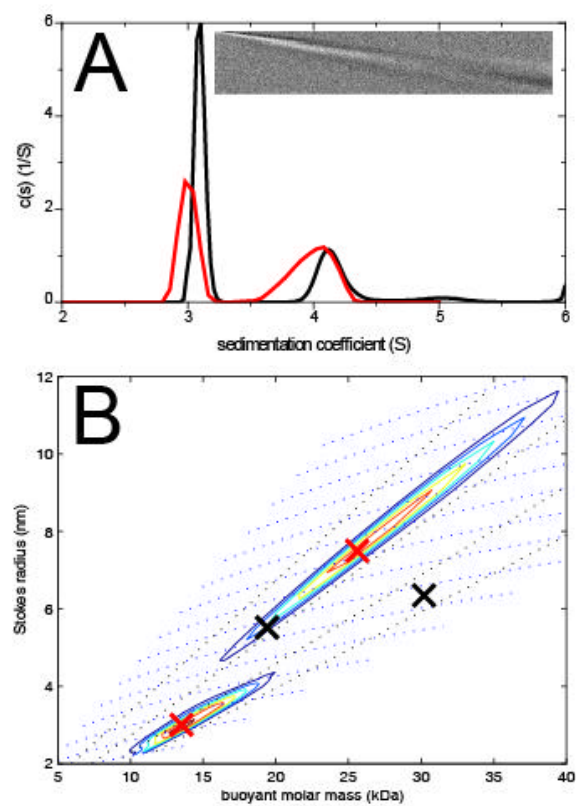 A
6
4
2
0
c(s) (1/S)
2 3 4 5 6
sedimentation coefficient (S)
B
12
10
8
6
4
2
Stokes radius (nm)
5 10 15 20 25 30 35 40
buoyant molar mass (kDa)